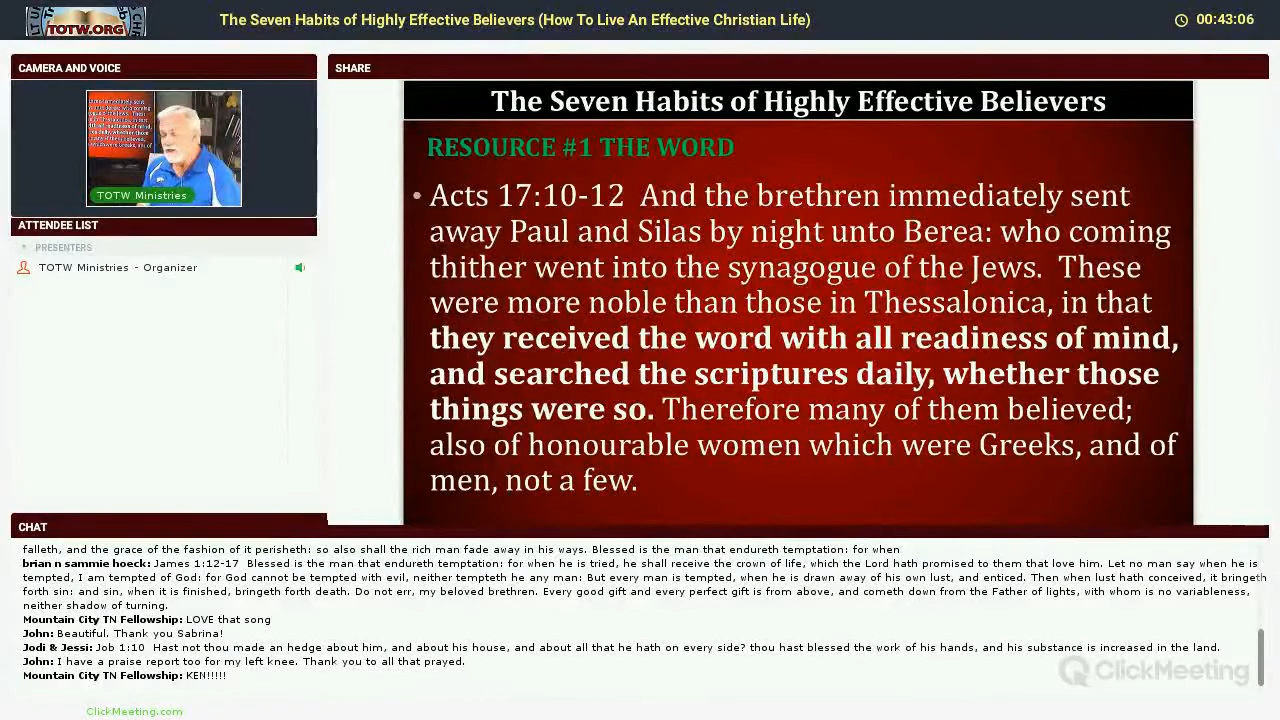 TOTW.ORG
The Seven Habits of Highly Effective Believers (How To Live An Effective Christian Life)
00:43:06
CAMERA AND VOICE
TOTW Ministries
ATTENDEE LIST
PRESENTERS
TOTW Ministries - Organizer
SHARE
The Seven Habits of Highly Effective Believers
RESOURCE #1 THE WORD
• Acts 17:10-12 And the brethren immediately sent
away Paul and Silas by night unto Berea: who coming
thither went into the synagogue of the Jews. These
were more noble than those in Thessalonica, in that
they received the word with all readiness of mind,
and searched the scriptures daily, whether those
things were so. Therefore many of them believed;
also of honourable women which were Greeks, and of
men, not a few.
CHAT
falleth, and the grace of the fashion of it perisheth: so also shall the rich man fade away in his ways. Blessed is the man that endureth temptation: for when
brian n sammie hoeck: James 1:12-17 Blessed is the man that endureth temptation: for when he is tried, he shall receive the crown of life, which the Lord hath promised to them that love him. Let no man say when he is
tempted, I am tempted of God: for God cannot be tempted with evil, neither tempteth he any man: But every man is tempted, when he is drawn away of his own lust, and enticed. Then when lust hath conceived, it bringeth
forth sin: and sin, when it is finished, bringeth forth death. Do not err, my beloved brethren. Every good gift and every perfect gift is from above, and cometh down from the Father of lights, with whom is no variableness,
neither shadow of turning.
Mountain City TN Fellowship: LOVE that song
John: Beautiful. Thank you Sabrina!
Jodi & Jessi: Job 1:10 Hast not thou made an hedge about him, and about his house, and about all that he hath on every side? thou hast blessed the work of his hands, and his substance is increased in the land.
John: I have a praise report too for my left knee. Thank you to all that prayed.
Mountain City TN Fellowship: KEN!!!!!
ClickMeeting
ClickMeeting.com